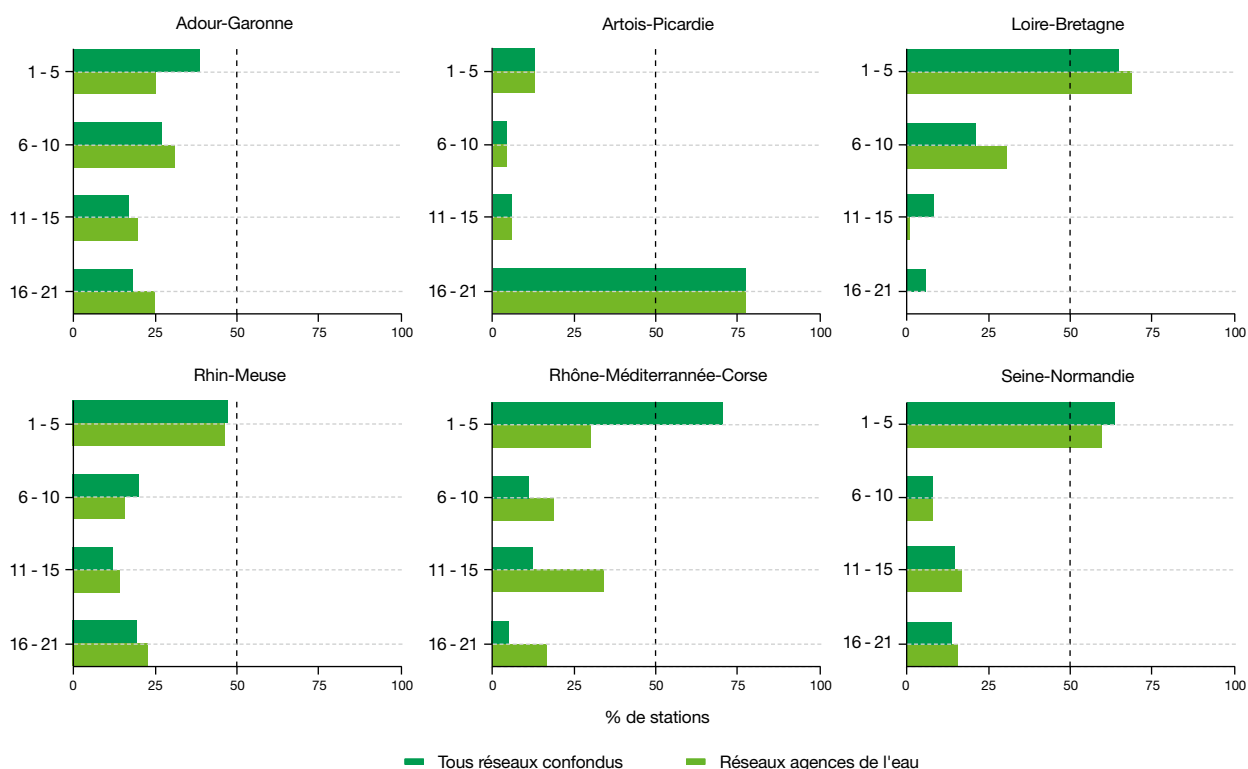 Adour-Garonne
1 - 5
6 - 10
11 - 15
16 - 21
0 25 50 75 100
Artois-Picardie
1 - 5
6 - 10
11 - 15
16 - 21
0 25 50 75 100
Loire-Bretagne
1 - 5
6 - 10
11 - 15
16 - 21
0 25 50 75 100
Rhin-Meuse
1 - 5
6 - 10
11 - 15
16 - 21
0 25 50 75 100
Rhône-Méditerrannée-Corse
1 - 5
6 - 10
11 - 15
16 - 21
0 25 50 75 100
Seine-Normandie
1 - 5
6 - 10
11 - 15
16 - 21
0 25 50 75 100
% de stations
Tous réseaux confondus Réseaux agences de l'eau